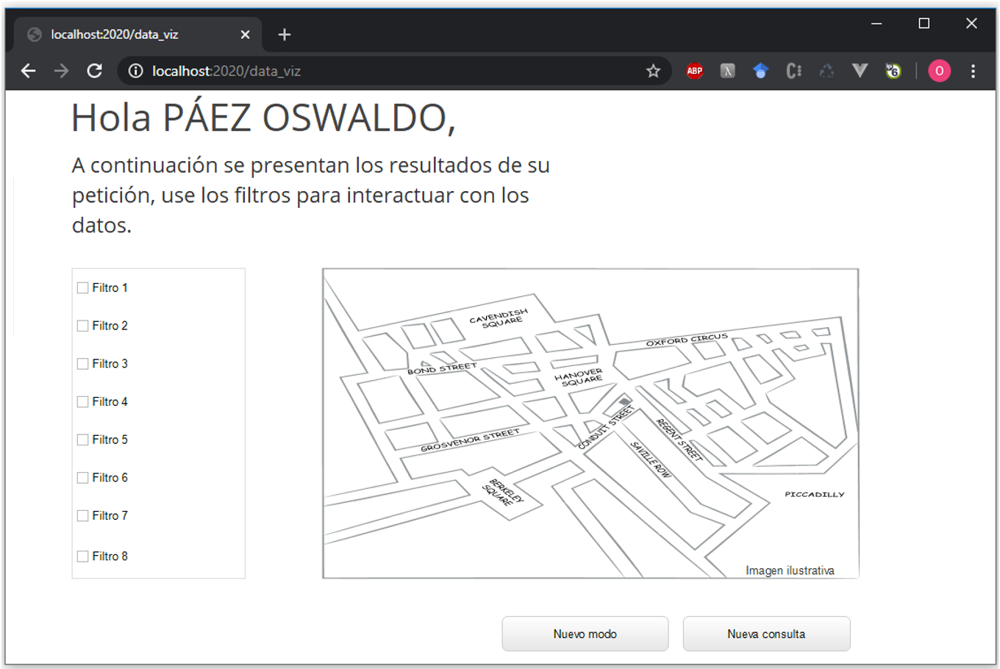 localhost:2020/data_viz
localhost:2020/data_viz
ABP
O
Hola PÁEZ OSWALDO,
A continuación se presentan los resultados de su
petición, use los filtros para interactuar con los
datos.
Filtro 1
Filtro 2
Filtro 3
Filtro 4
Filtro 5
Filtro 6
Filtro 7
Filtro 8
CAVENDISH
SQUARE
OXFORD CIRCUS
BOND STREET
HANOVER
SQUARE
CONDUIT STREET
REGENT STREET
GROSVENOR STREET
SAVILLE ROW
BERKELEY
SQUARE
PICCADILLY
Imagen ilustrativa
Nuevo modo
Nueva consulta